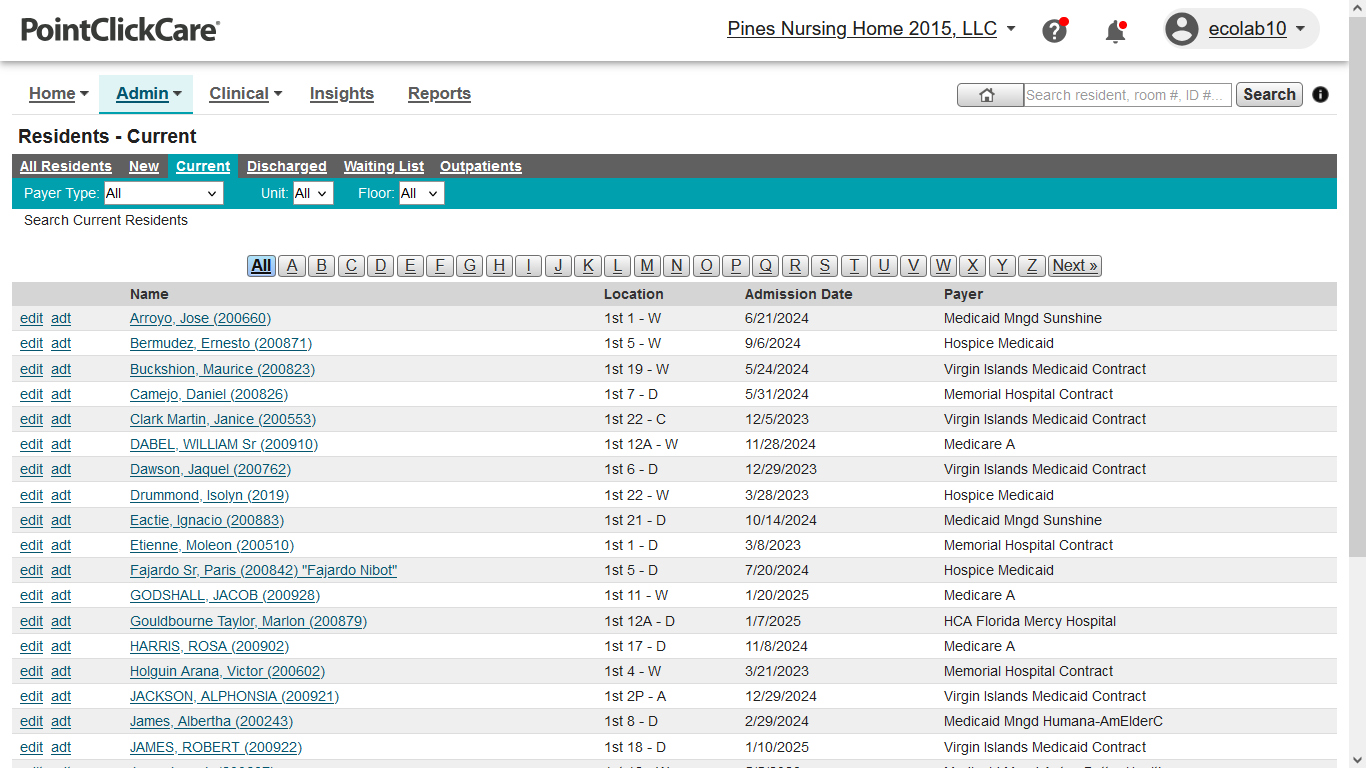 PointClickCare®
Pines Nursing Home 2015, LLC
ecolab10
Home Admin Clinical Insights Reports
Search resident, room #, ID #... Search
Residents - Current
All Residents New Current Discharged Waiting List Outpatients
Payer Type: All Unit: All Floor: All
Search Current Residents
All A B C D E F G H I J K L M N O P Q R S T U V W X Y Z Next »
Name Location Admission Date Payer
edit adt Arroyo, Jose (200660) 1st 1 - W 6/21/2024 Medicaid Mngd Sunshine
edit adt Bermudez, Ernesto (200871) 1st 5 - W 9/6/2024 Hospice Medicaid
edit adt Buckshion, Maurice (200823) 1st 19 - W 5/24/2024 Virgin Islands Medicaid Contract
edit adt Camejo, Daniel (200826) 1st 7 - D 5/31/2024 Memorial Hospital Contract
edit adt Clark Martin, Janice (200553) 1st 22 - C 12/5/2023 Virgin Islands Medicaid Contract
edit adt DABEL, WILLIAM Sr (200910) 1st 12A - W 11/28/2024 Medicare A
edit adt Dawson, Jaquel (200762) 1st 6 - D 12/29/2023 Virgin Islands Medicaid Contract
edit adt Drummond, Isolyn (2019) 1st 22 - W 3/28/2023 Hospice Medicaid
edit adt Eactie, Ignacio (200883) 1st 21 - D 10/14/2024 Medicaid Mngd Sunshine
edit adt Etienne, Moleon (200510) 1st 1 - D 3/8/2023 Memorial Hospital Contract
edit adt Fajardo Sr, Paris (200842) "Fajardo Nibot" 1st 5 - D 7/20/2024 Hospice Medicaid
edit adt GODSHALL, JACOB (200928) 1st 11 - W 1/20/2025 Medicare A
edit adt Gouldbourne Taylor, Marlon (200879) 1st 12A - D 1/7/2025 HCA Florida Mercy Hospital
edit adt HARRIS, ROSA (200902) 1st 17 - D 11/8/2024 Medicare A
edit adt Holguin Arana, Victor (200602) 1st 4 - W 3/21/2023 Memorial Hospital Contract
edit adt JACKSON, ALPHONSIA (200921) 1st 2P - A 12/29/2024 Virgin Islands Medicaid Contract
edit adt James, Albertha (200243) 1st 8 - D 2/29/2024 Medicaid Mngd Humana-AmElderC
edit adt JAMES, ROBERT (200922) 1st 18 - D 1/10/2025 Virgin Islands Medicaid Contract